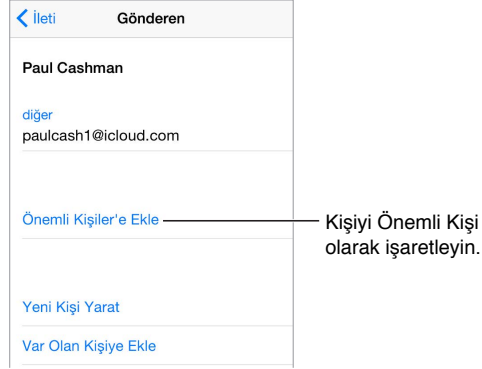 İleti
Gönderen
Paul Cashman
diğer
paulcash1@icloud.com
Önemli Kişiler'e Ekle
Kişiyi Önemli Kişi
olarak işaretleyin.
Yeni Kişi Yarat
Var Olan Kişiye Ekle